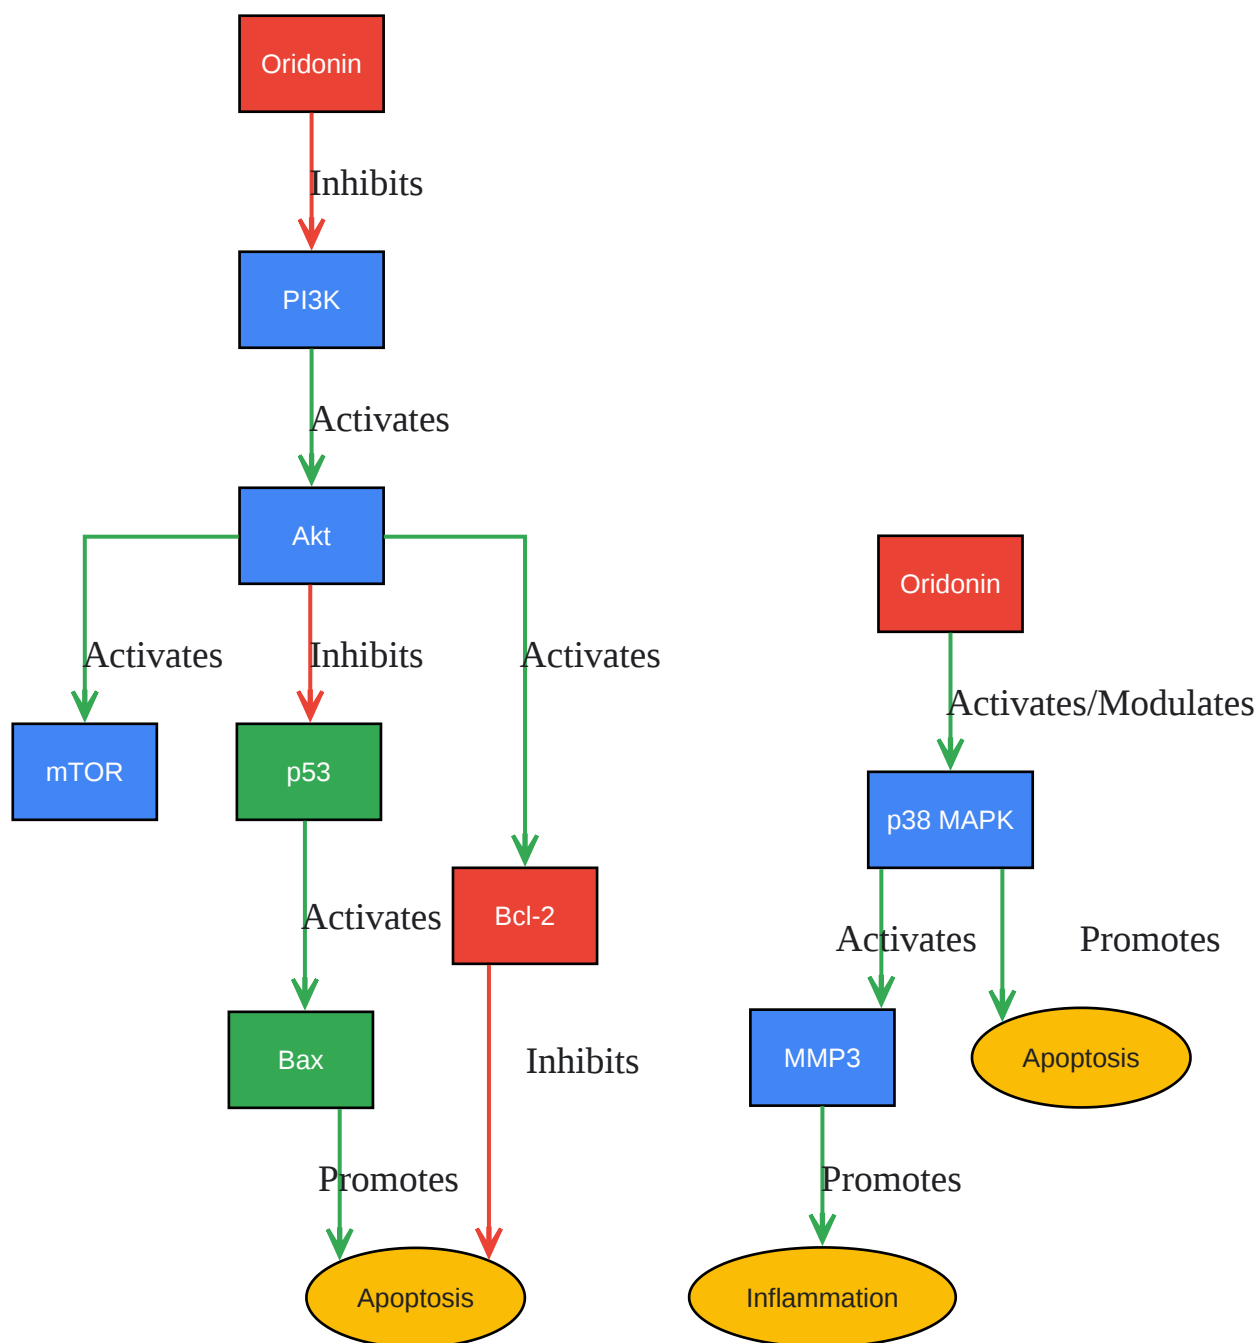 Oridonin
Inhibits
PI3K
Activates
Akt
Oridonin
Activates
Inhibits
Activates
Activates/Modulates
mTOR
p53
p38 MAPK
Activates
Bcl-2
Activates
Promotes
Bax
Inhibits
MMP3
Apoptosis
Promotes
Promotes
Apoptosis
Inflammation